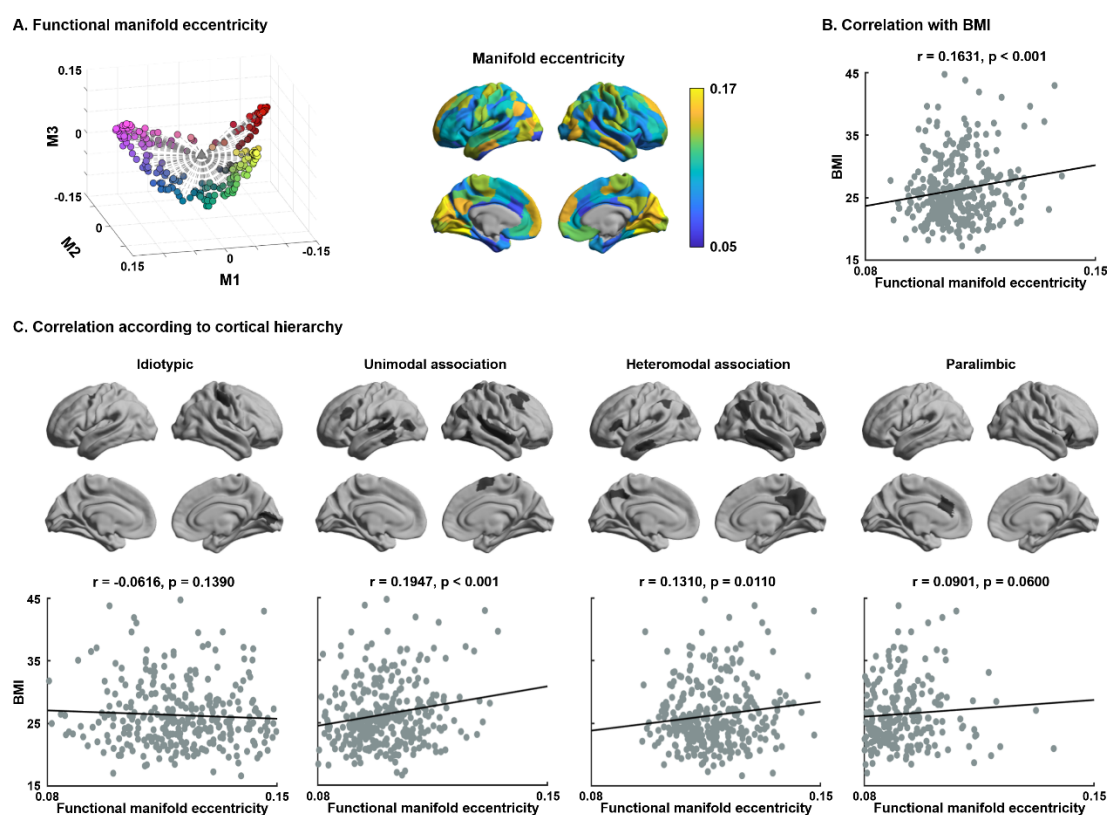 A. Functional manifold eccentricity
B. Correlation with BMI
Manifold eccentricity
r = 0.1631, p < 0.001
0.15
0
-0.15
M3
0
M2
0.15
0
-0.15
M1
0.17
0.05
45
35
25
15
BMI
0.08
0.15
Functional manifold eccentricity
C. Correlation according to cortical hierarchy
Idiotypic
Unimodal association
Heteromodal association
Paralimbic
r = -0.0616, p = 0.1390
r = 0.1947, p < 0.001
r = 0.1310, p = 0.0110
r = 0.0901, p = 0.0600
45
35
25
15
BMI
0.08
0.15
0.08
0.15
0.08
0.15
0.08
0.15
Functional manifold eccentricity
Functional manifold eccentricity
Functional manifold eccentricity
Functional manifold eccentricity